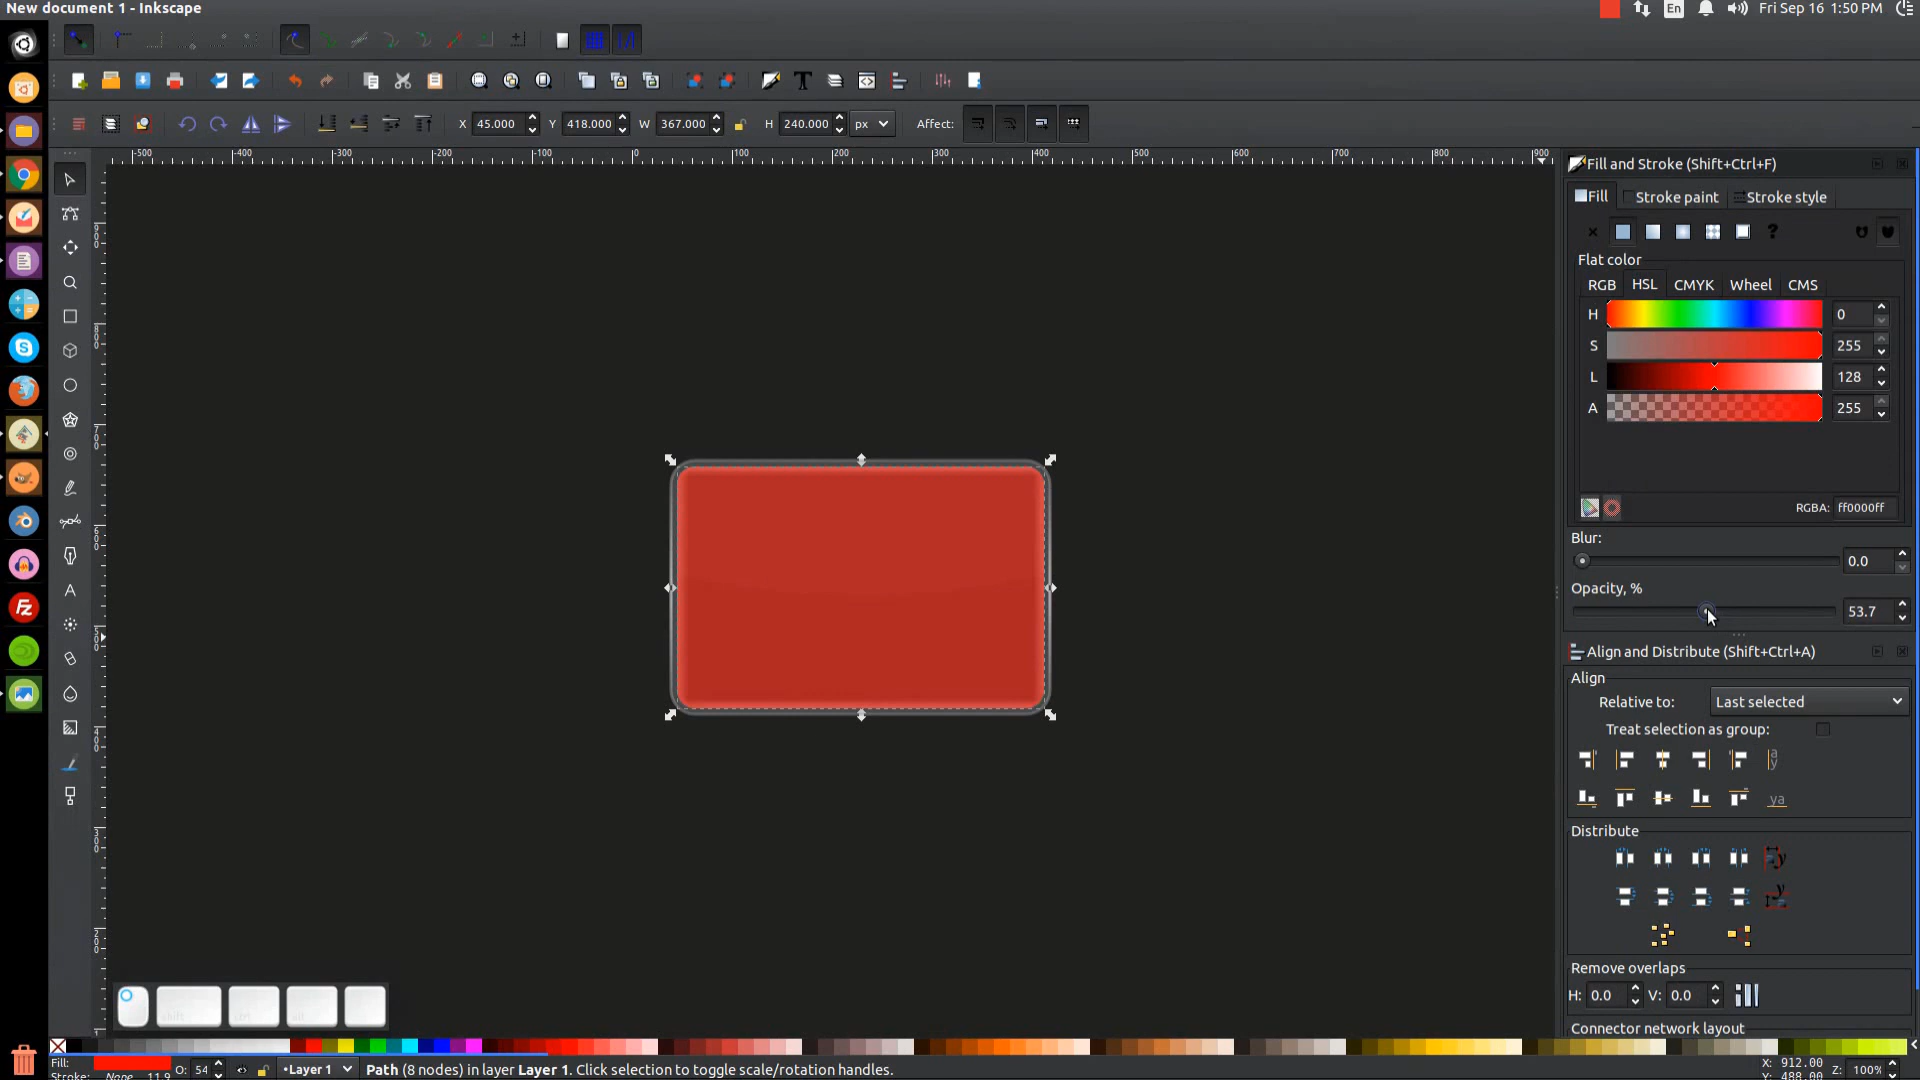 New document 1 - Inkscape
En
Fri Sep 16 1:50 PM
X 45.000 Y 418.000 W 367.000 H 240.000 px Affect:
-500 -400 -300 -200 -100 0 100 200 300 400 500 600 700 800 900
Fill and Stroke (Shift+Ctrl+F)
Fill Stroke paint Stroke style
?
Flat color
RGB HSL CMYK Wheel CMS
H 0
S 255
L 128
A 255
RGBA: ff0000ff
Blur:
0.0
Opacity, %
53.7
Align and Distribute (Shift+Ctrl+A)
Align
Relative to: Last selected
Treat selection as group:
Distribute
Remove overlaps
H: 0.0 V: 0.0
Connector network layout
Fill:
Stroke: None 11.9
O: 54
•Layer 1
Path (8 nodes) in layer Layer 1. Click selection to toggle scale/rotation handles.
X: 912.00
Y: 488.00
Z: 100%